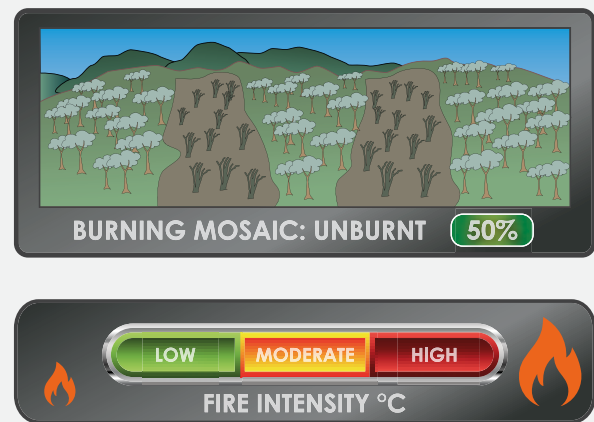 BURNING MOSAIC: UNBURNT 50%
LOW MODERATE HIGH
FIRE INTENSITY °C